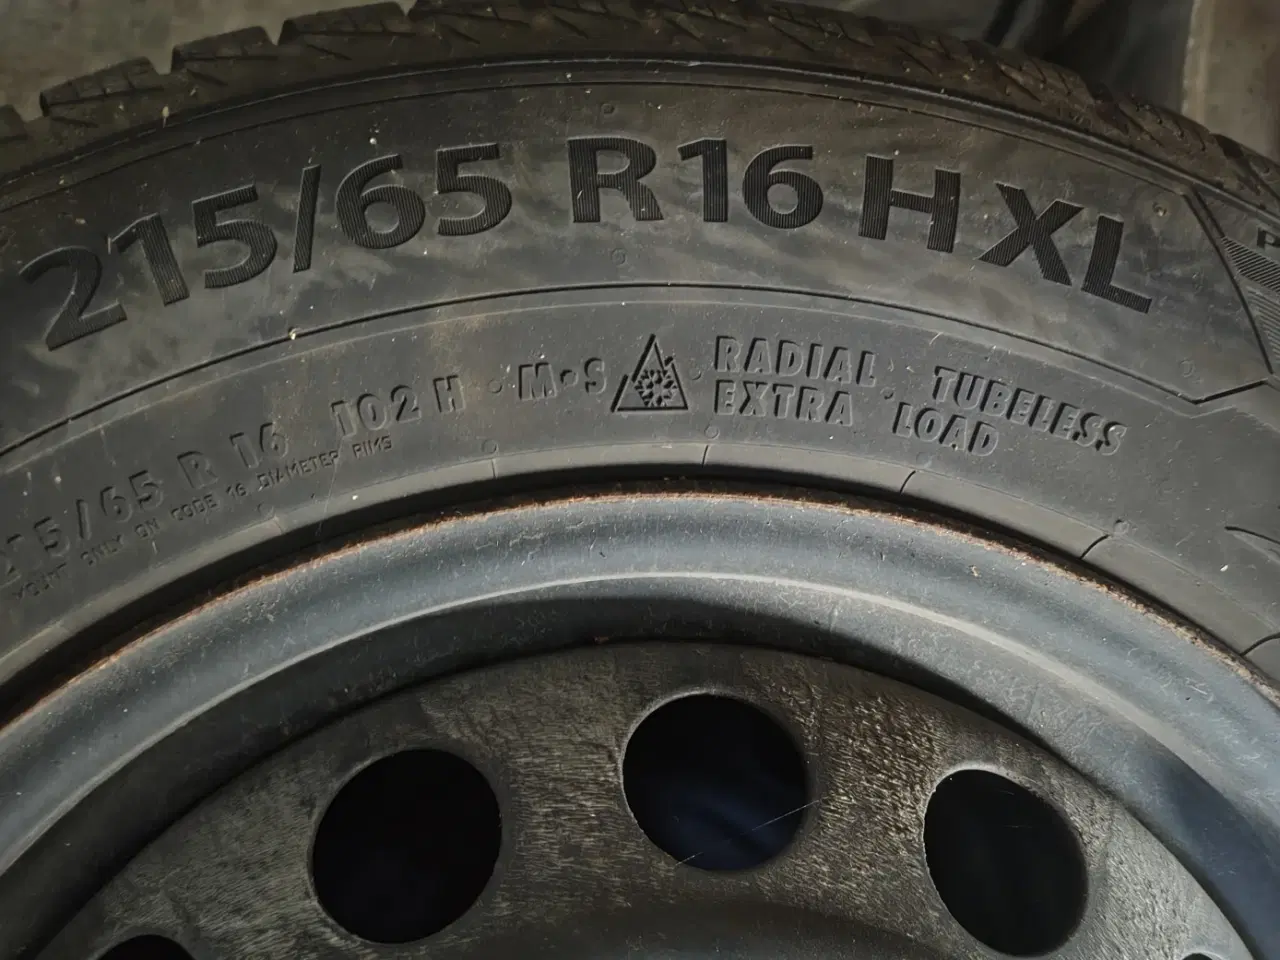 215/65 R16 H XL
215/65 R 16 102 H M•S RADIAL TUBELESS
EXTRA LOAD
MOUNT ONLY ON CODE 16 DIAMETER RIMS